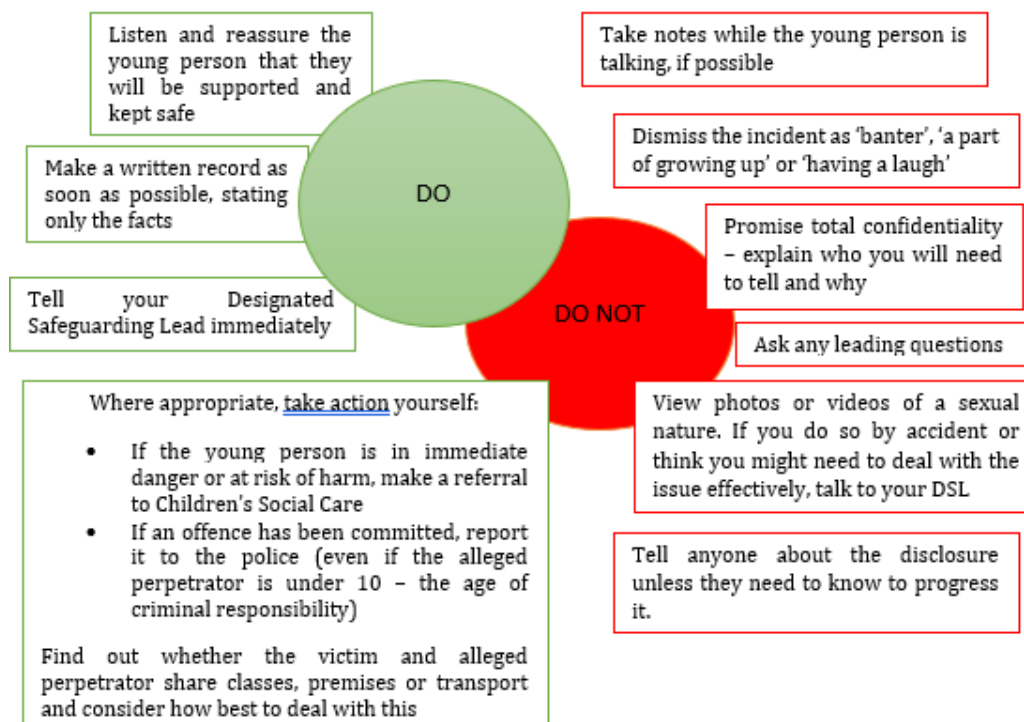 Listen and reassure the
young person that they
will be supported and
kept safe
Make a written record as
soon as possible, stating
only the facts
Tell your Designated
Safeguarding Lead immediately
DO
Where appropriate, take action yourself:
• If the young person is in immediate
danger or at risk of harm, make a referral
to Children’s Social Care
• If an offence has been committed, report
it to the police (even if the alleged
perpetrator is under 10 – the age of
criminal responsibility)
Find out whether the victim and alleged
perpetrator share classes, premises or transport
and consider how best to deal with this
DO NOT
Take notes while the young person is
talking, if possible
Dismiss the incident as ‘banter’, ‘a part
of growing up’ or ‘having a laugh’
Promise total confidentiality
– explain who you will need
to tell and why
Ask any leading questions
View photos or videos of a sexual
nature. If you do so by accident or
think you might need to deal with the
issue effectively, talk to your DSL
Tell anyone about the disclosure
unless they need to know to progress
it.